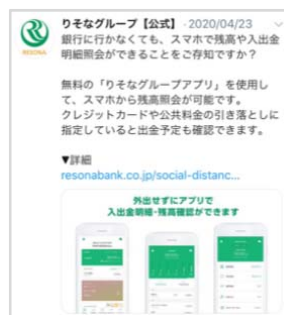 りそなグループ【公式】 · 2020/04/23
銀行に行かなくても、スマホで残高や入出金
明細照会ができることをご存知ですか？
RESONA
無料の「りそなグループアプリ」を使用し
て、スマホから残高照会が可能です。
クレジットカードや公共料金の引き落としに
指定していると出金予定も確認できます。
▼詳細
resonabank.co.jp/social-distanc...
外出せずにアプリで
入出金明細・残高確認ができます